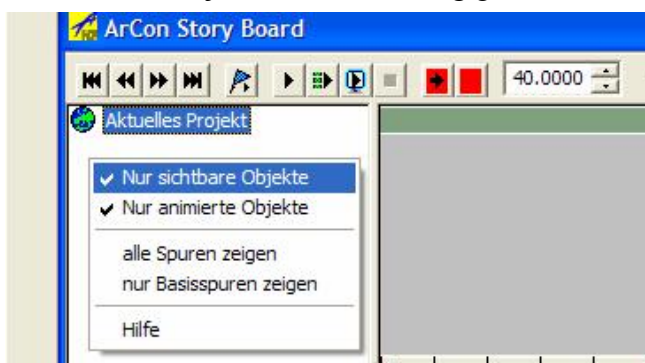 ArCon Story Board
40.0000
Aktuelles Projekt
Nur sichtbare Objekte
Nur animierte Objekte
alle Spuren zeigen
nur Basisspuren zeigen
Hilfe